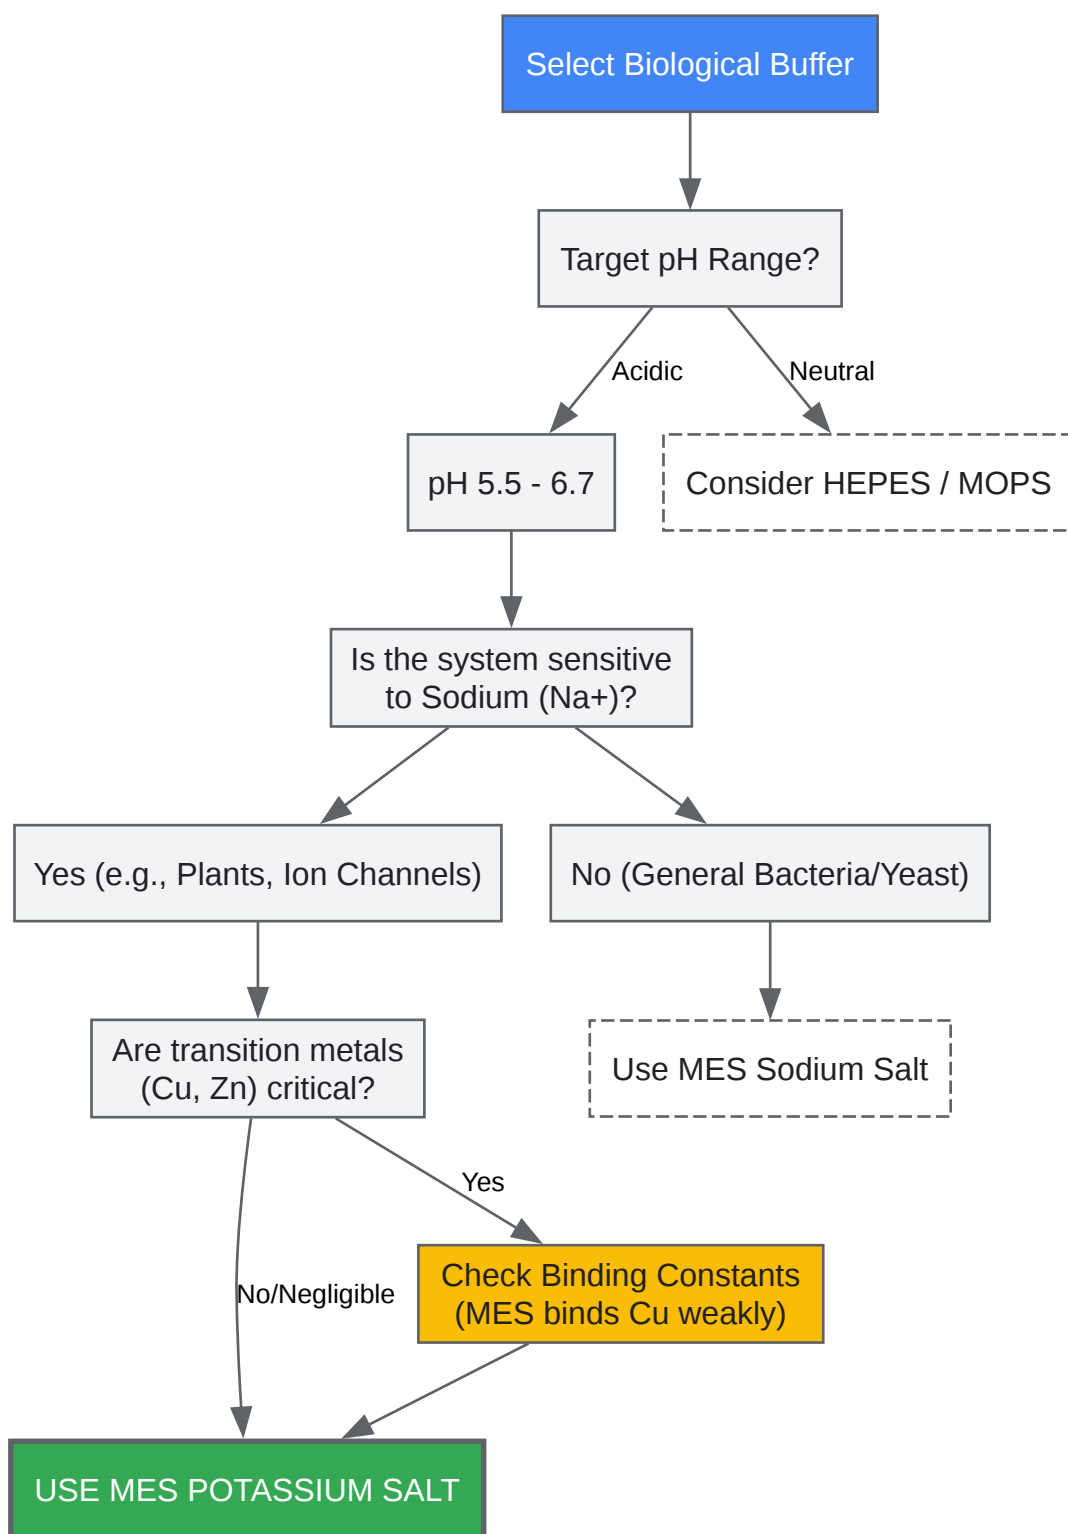 Select Biological Buffer
Target pH Range?
Acidic
Neutral
pH 5.5 - 6.7
Consider HEPES / MOPS
Is the system sensitive
to Sodium (Na+)?
Yes (e.g., Plants, Ion Channels)
No (General Bacteria/Yeast)
Are transition metals
(Cu, Zn) critical?
Use MES Sodium Salt
Yes
No/Negligible
Check Binding Constants
(MES binds Cu weakly)
USE MES POTASSIUM SALT